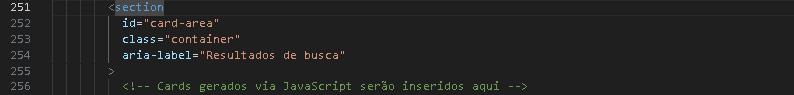 251 <section
252 id="card-area"
253 class="container"
254 aria-label="Resultados de busca"
255 >
256 <!-- Cards gerados via JavaScript serão inseridos aqui -->